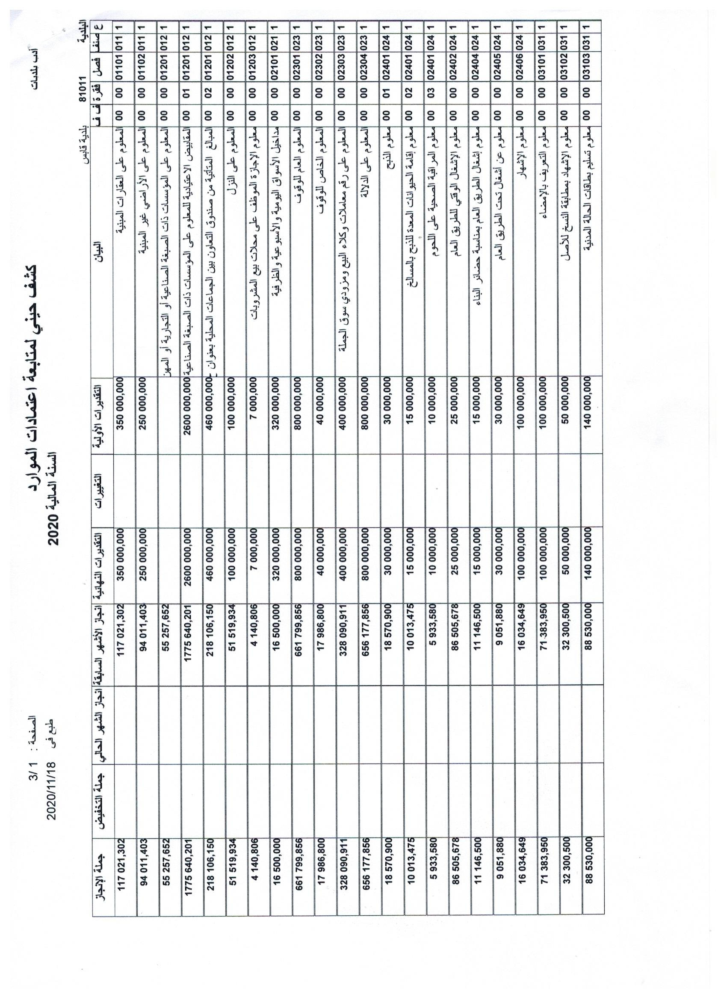 أدب بلديات
كشف حيني لمتابعة اعتمادات الموارد
الصفحة : 1 /3
السنة المالية 2020
طبع في 2020/11/18
البلدية 81011 بلدية قابس
ع صنف فصل فقرة ف ف البيان التقديرات الأولية التغييرات التقديرات النهائية انجاز الأشهر السابقة انجاز الشهر الحالي جملة التخفيض جملة الإنجاز
1 011 01101 00 00 المعلوم على العقارات المبنية 350 000,000 350 000,000 117 021,302 117 021,302
1 011 01102 00 00 المعلوم على الأراضي غير المبنية 250 000,000 250 000,000 94 011,403 94 011,403
1 012 01201 00 00 المعلوم على المؤسسات ذات الصبغة الصناعية أو التجارية أو المهن 55 257,652 55 257,652
1 012 01201 01 00 المقابيض الاعتيادية للمعلوم على المؤسسات ذات الصبغة الصناعية 2600 000,000 2600 000,000 1775 640,201 1775 640,201
1 012 01201 02 00 المبالغ المتأتية من صندوق التعاون بين الجماعات المحلية بعنوان 460 000,000 460 000,000 218 106,150 218 106,150
1 012 01202 00 00 المعلوم على النزل 100 000,000 100 000,000 51 519,934 51 519,934
1 012 01203 00 00 معلوم الإجازة الموظف على محلات بيع المشروبات 7 000,000 7 000,000 4 140,806 4 140,806
1 021 02101 00 00 مداخيل الأسواق اليومية والأسبوعية والظرفية 320 000,000 320 000,000 16 500,000 16 500,000
1 023 02301 00 00 المعلوم العام للوقوف 800 000,000 800 000,000 661 799,856 661 799,856
1 023 02302 00 00 المعلوم الخاص للوقوف 40 000,000 40 000,000 17 986,800 17 986,800
1 023 02303 00 00 المعلوم على رقم معاملات وكلاء البيع ومزودي سوق الجملة 400 000,000 400 000,000 328 090,911 328 090,911
1 023 02304 00 00 المعلوم على الدلالة 800 000,000 800 000,000 656 177,856 656 177,856
1 024 02401 01 00 معلوم الذبح 30 000,000 30 000,000 18 570,900 18 570,900
1 024 02401 02 00 معلوم إقامة الحيوانات المعدة للذبح بالمسالخ 15 000,000 15 000,000 10 013,475 10 013,475
1 024 02401 03 00 معلوم المراقبة الصحية على اللحوم 10 000,000 10 000,000 5 933,580 5 933,580
1 024 02402 00 00 معلوم الإشغال الوقتي للطريق العام 25 000,000 25 000,000 86 505,678 86 505,678
1 024 02404 00 00 معلوم إشغال الطريق العام بمناسبة حضائر البناء 15 000,000 15 000,000 11 146,500 11 146,500
1 024 02405 00 00 معلوم عن أشغال تحت الطريق العام 30 000,000 30 000,000 9 051,880 9 051,880
1 024 02406 00 00 معلوم الإشهار 100 000,000 100 000,000 16 034,649 16 034,649
1 031 03101 00 00 معلوم التعريف بالإمضاء 100 000,000 100 000,000 71 383,950 71 383,950
1 031 03102 00 00 معلوم الإشهاد بمطابقة النسخ للأصل 50 000,000 50 000,000 32 300,500 32 300,500
1 031 03103 00 00 معلوم تسليم بطاقات الحالة المدنية 140 000,000 140 000,000 88 530,000 88 530,000